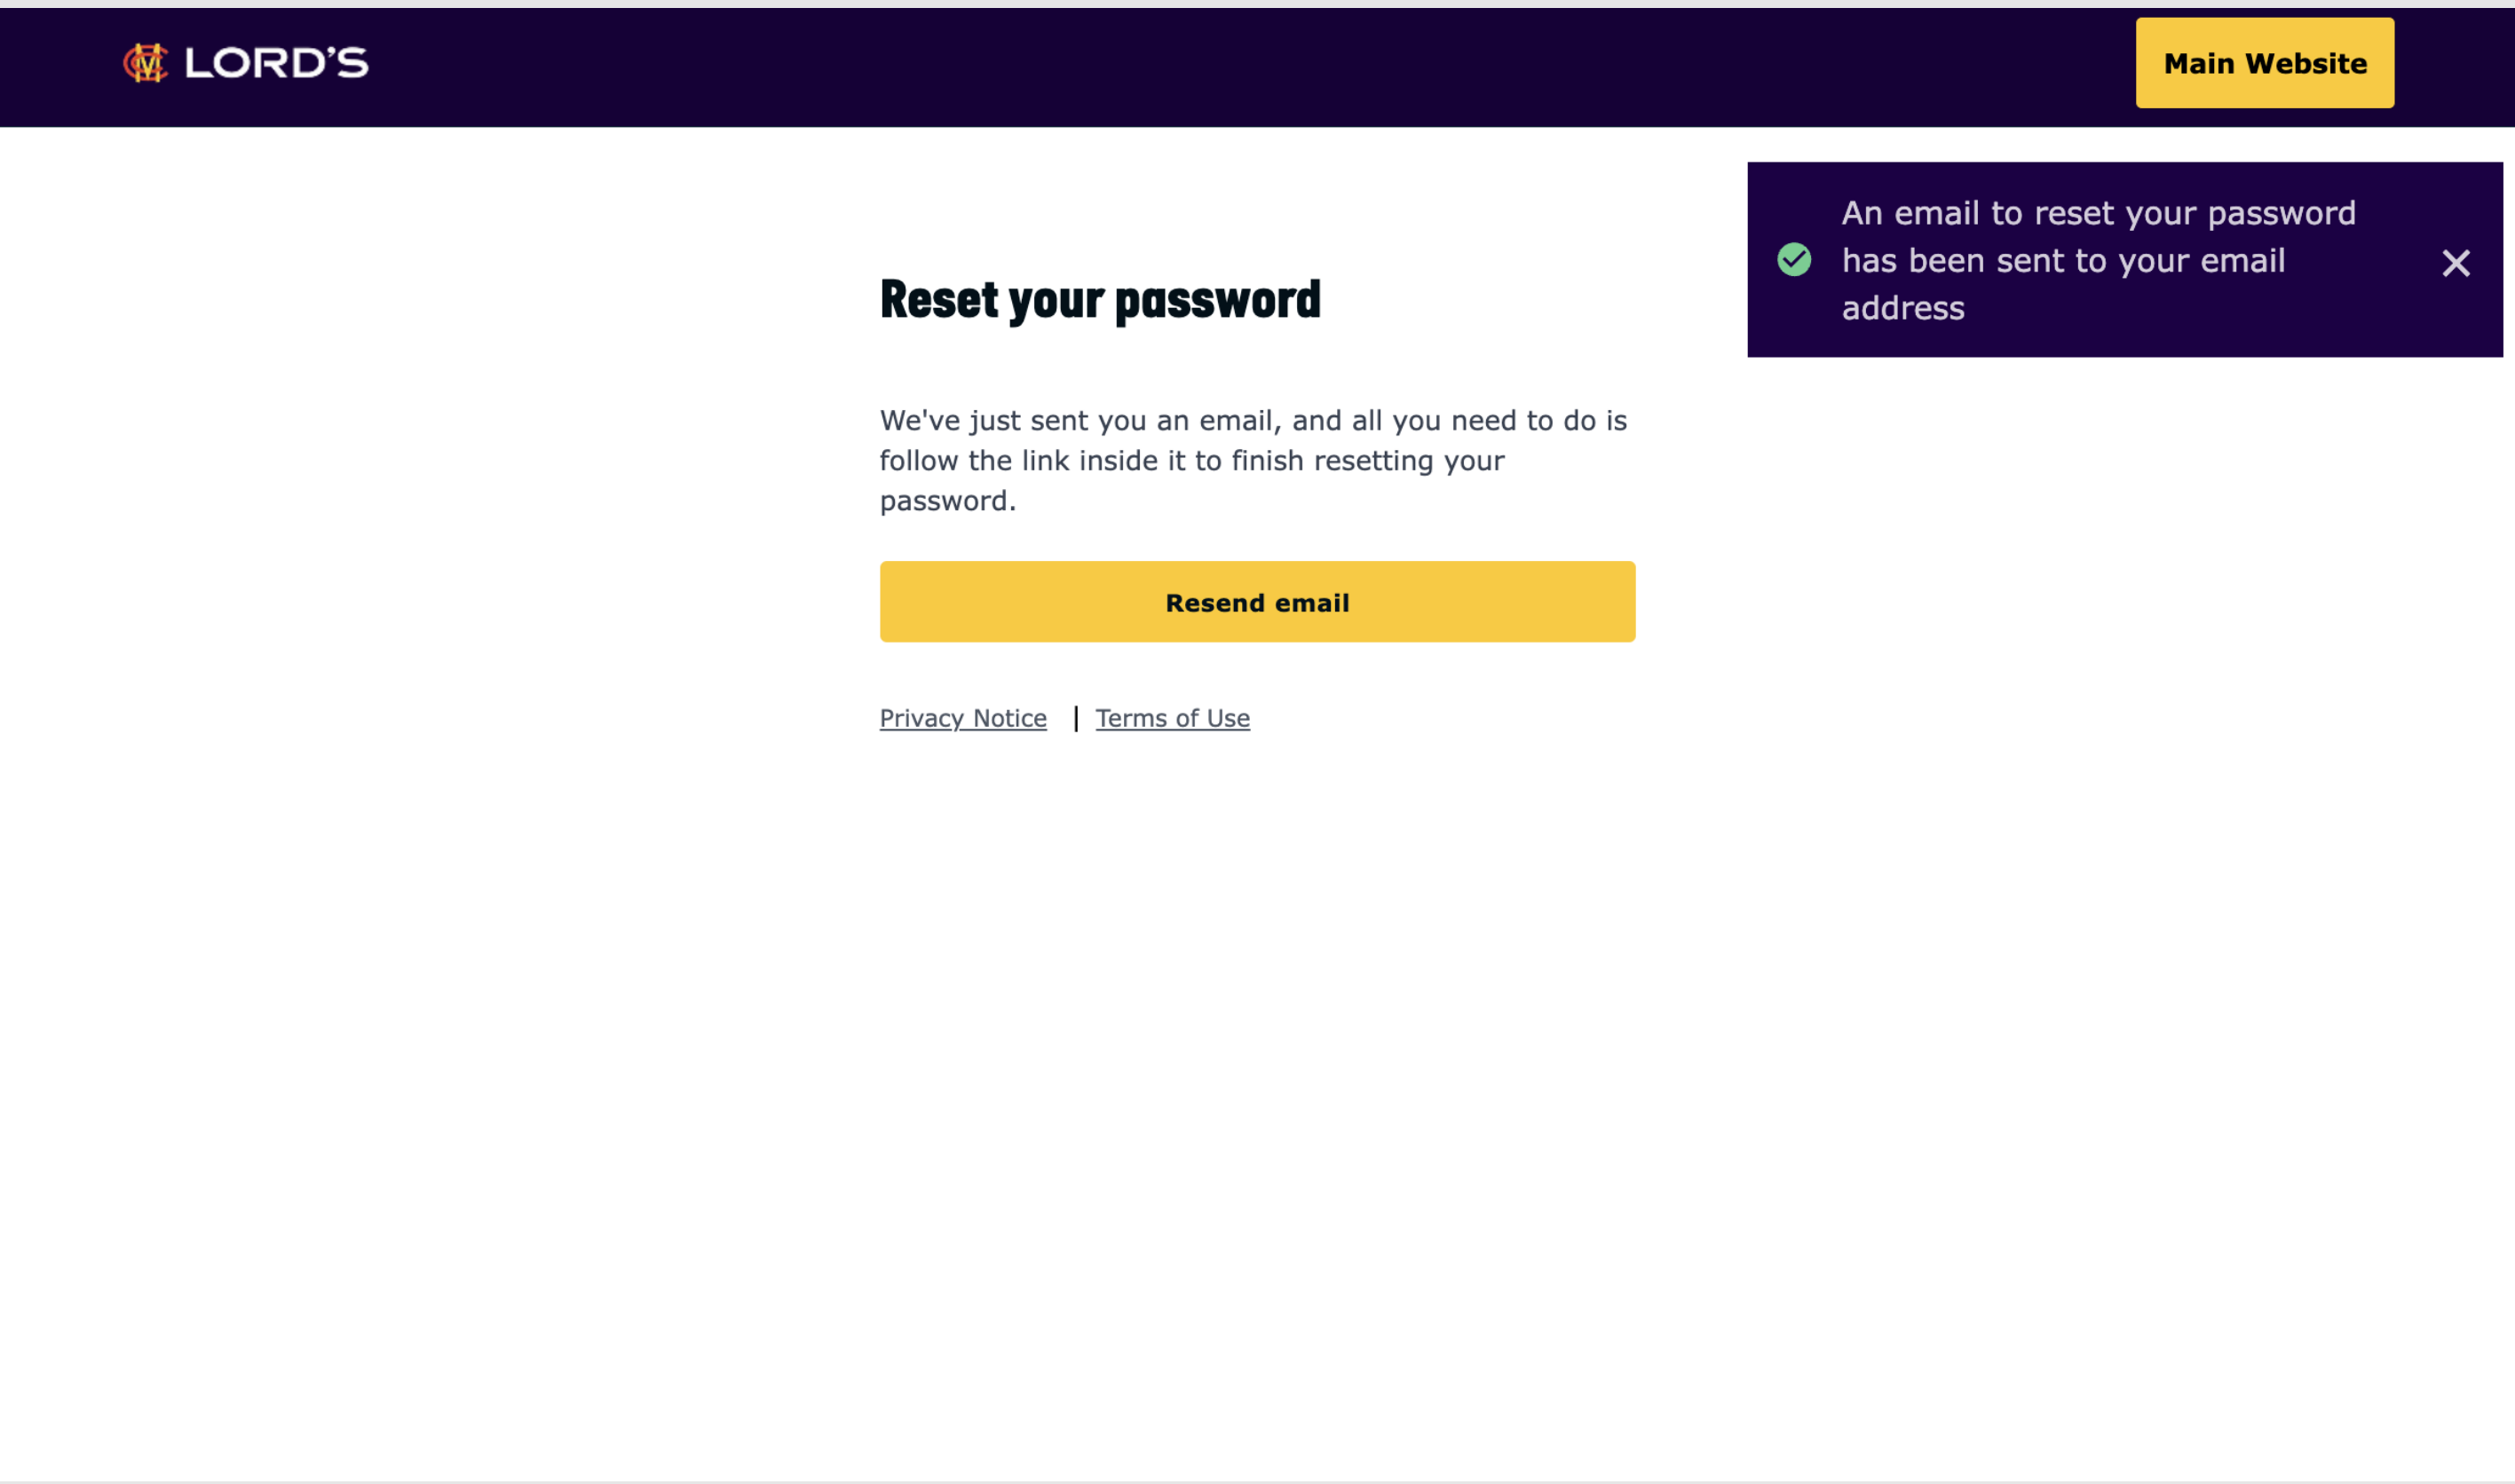 LORD'S
Main Website
An email to reset your password
has been sent to your email
address
Reset your password
We've just sent you an email, and all you need to do is
follow the link inside it to finish resetting your
password.
Resend email
Privacy Notice | Terms of Use